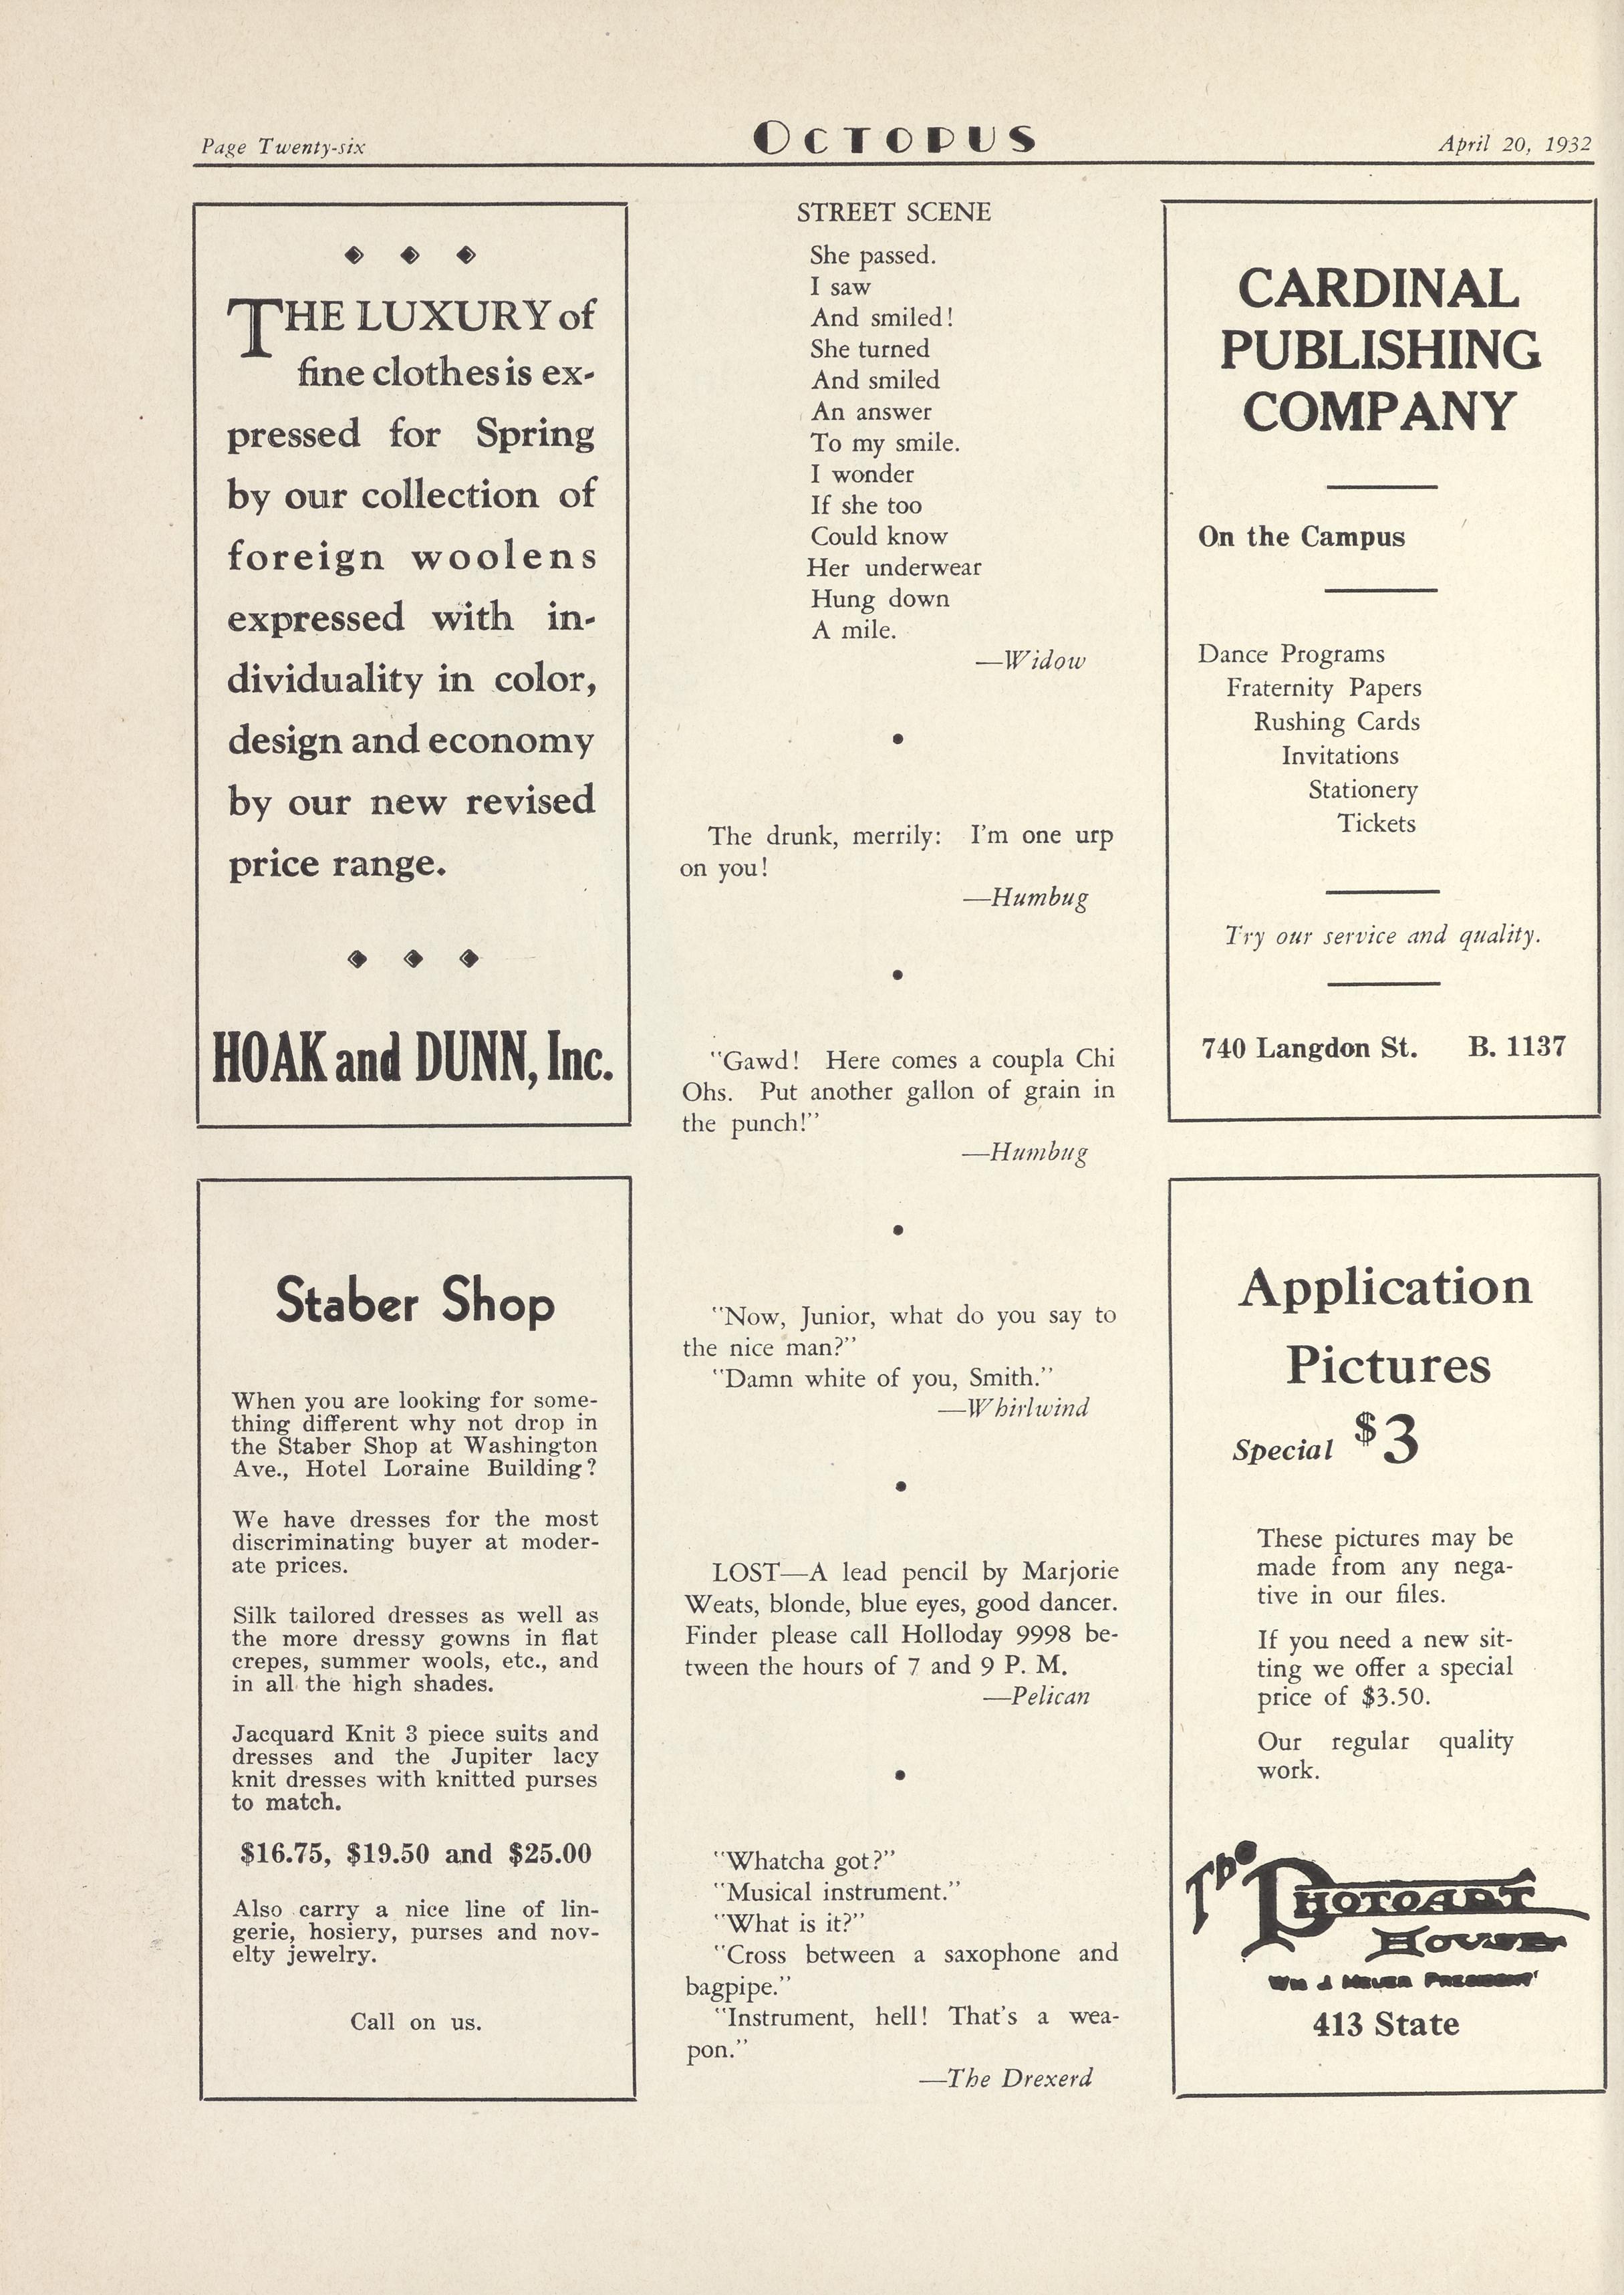 Page Twenty-six
OCTOPUS
April 20, 1932
THE LUXURY of
fine clothes is ex-
pressed for Spring
by our collection of
foreign woolens
expressed with in-
dividuality in color,
design and economy
by our new revised
price range.
HOAK and DUNN, Inc.
Staber Shop
When you are looking for some-
thing different why not drop in
the Staber Shop at Washington
Ave., Hotel Loraine Building?
We have dresses for the most
discriminating buyer at moder-
ate prices.
Silk tailored dresses as well as
the more dressy gowns in flat
crepes, summer wools, etc., and
in all the high shades.
Jacquard Knit 3 piece suits and
dresses and the Jupiter lacy
knit dresses with knitted purses
to match.
$16.75, $19.50 and $25.00
Also carry a nice line of lin-
gerie, hosiery, purses and nov-
elty jewelry.
Call on us.
STREET SCENE
She passed.
I saw
And smiled!
She turned
And smiled
An answer
To my smile.
I wonder
If she too
Could know
Her underwear
Hung down
A mile.
—Widow
The drunk, merrily: I'm one urp
on you!
—Humbug
"Gawd! Here comes a coupla Chi
Ohs. Put another gallon of grain in
the punch!"
—Humbug
"Now, Junior, what do you say to
the nice man?"
"Damn white of you, Smith."
—Whirlwind
LOST—A lead pencil by Marjorie
Weats, blonde, blue eyes, good dancer.
Finder please call Holloday 9998 be-
tween the hours of 7 and 9 P. M.
—Pelican
"Whatcha got?"
"Musical instrument."
"What is it?"
"Cross between a saxophone and
bagpipe."
"Instrument, hell! That's a wea-
pon."
—The Drexerd
CARDINAL
PUBLISHING
COMPANY
On the Campus
Dance Programs
Fraternity Papers
Rushing Cards
Invitations
Stationery
Tickets
Try our service and quality.
740 Langdon St. B. 1137
Application
Pictures
Special $3
These pictures may be
made from any nega-
tive in our files.
If you need a new sit-
ting we offer a special
price of $3.50.
Our regular quality
work.
The PHOTOART
HOUSE
WM J MEUER PRESIDENT
413 State